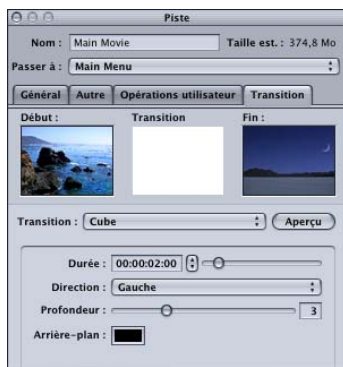 Piste
Nom : Main Movie Taille est. : 374,8 Mo
Passer à : Main Menu
Général Autre Opérations utilisateur Transition
Début : Transition Fin :
Transition : Cube Aperçu
Durée : 00:00:02:00
Direction : Gauche
Profondeur : 3
Arrière-plan :